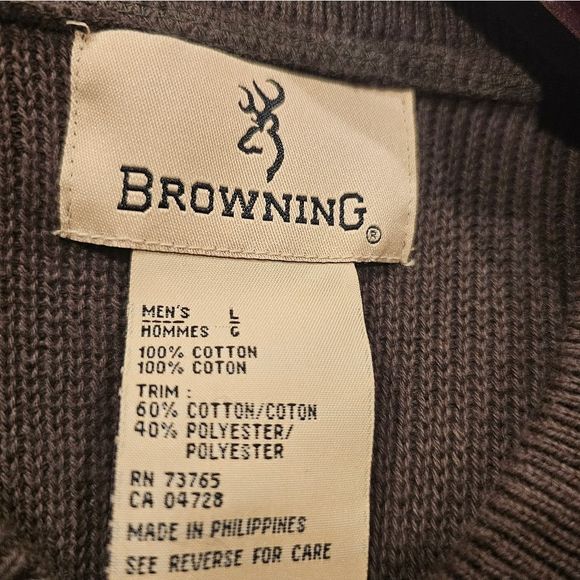 BROWNING®
MEN'S L
HOMMES G
100% COTTON
100% COTON
TRIM :
60% COTTON/COTON
40% POLYESTER/
POLYESTER
RN 73765
CA 04728
MADE IN PHILIPPINES
SEE REVERSE FOR CARE